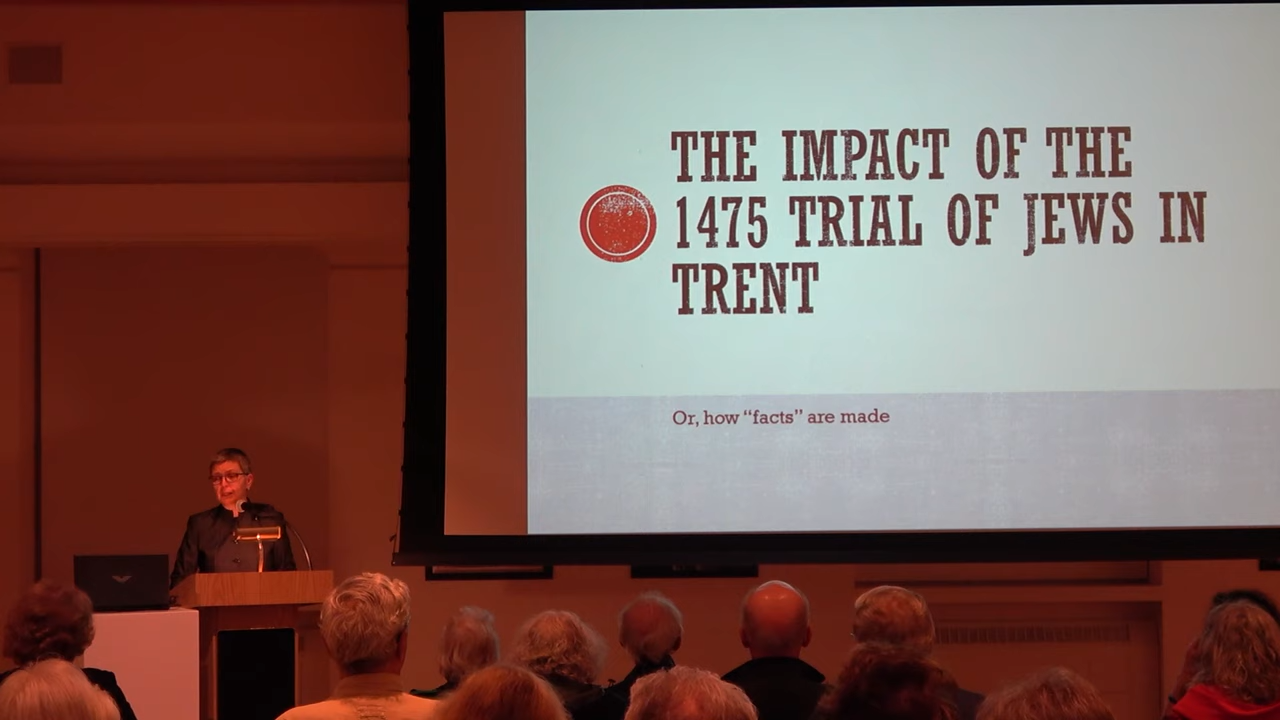 THE IMPACT OF THE
1475 TRIAL OF JEWS IN
TRENT
Or, how “facts” are made